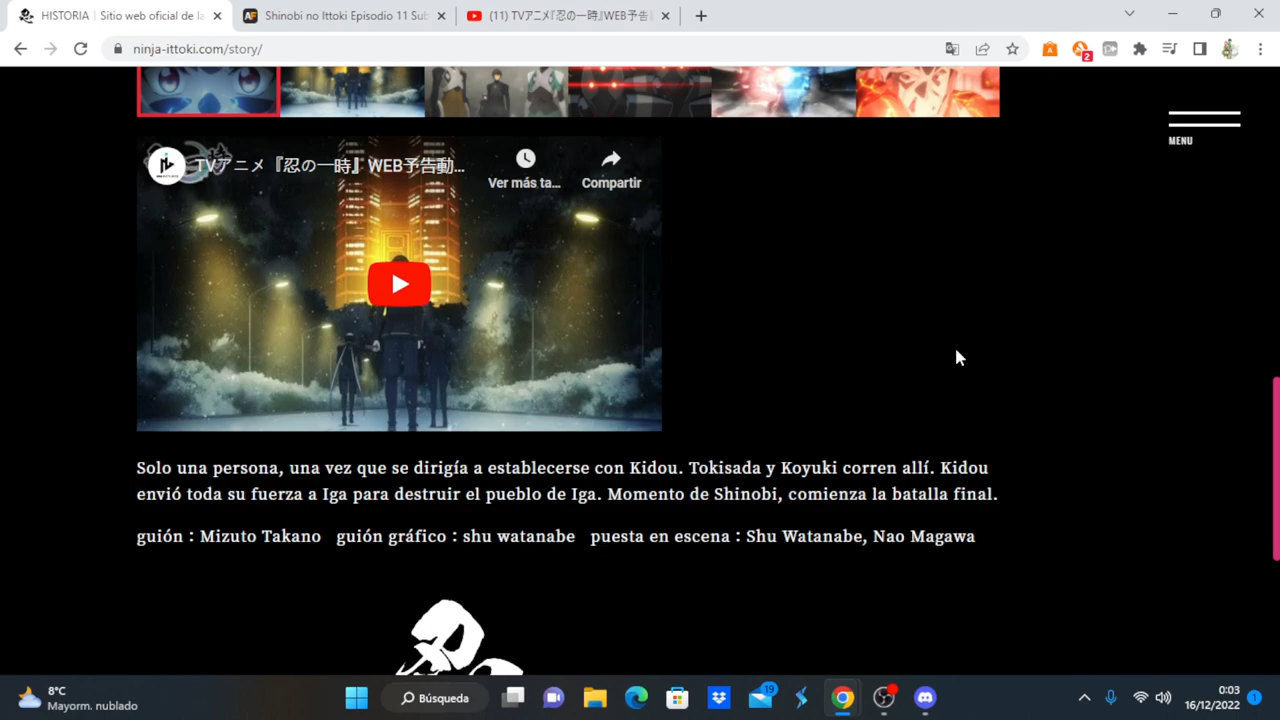 HISTORIA | Sitio web oficial de la
Shinobi no Ittoki Episodio 11 Sub
(11) TVアニメ『忍の一時』WEB予告
ninja-ittoki.com/story/
2
MENU
TVアニメ『忍の一時』WEB予告動...
Ver más ta...
Compartir
Solo una persona, una vez que se dirigía a establecerse con Kidou. Tokisada y Koyuki corren allí. Kidou
envió toda su fuerza a Iga para destruir el pueblo de Iga. Momento de Shinobi, comienza la batalla final.
guión：Mizuto Takano guión gráfico：shu watanabe puesta en escena：Shu Watanabe, Nao Magawa
8°C
Mayorm. nublado
Búsqueda
19
0:03
16/12/2022
1